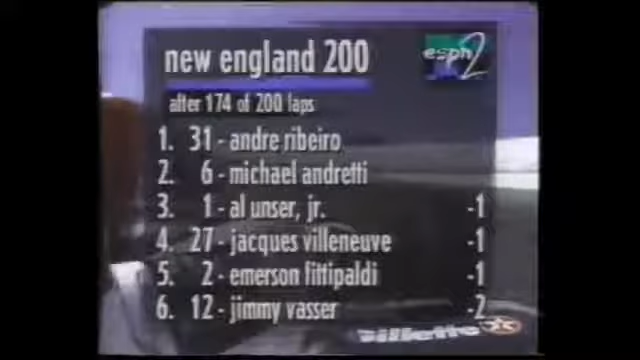 new england 200
espn2
after 174 of 200 laps
1. 31 - andre ribeiro
2. 6 - michael andretti
3. 1 - al unser, jr. -1
4. 27 - jacques villeneuve -1
5. 2 - emerson fittipaldi -1
6. 12 - jimmy vasser -2
Gillette